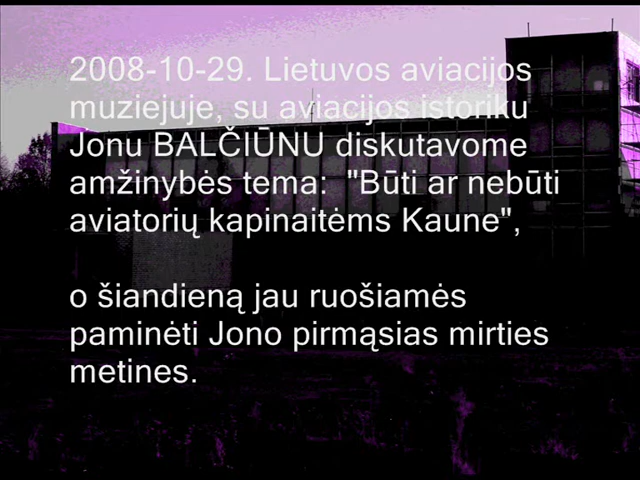 2008-10-29. Lietuvos aviacijos
muziejuje, su aviacijos istoriku
Jonu BALČIŪNU diskutavome
amžinybės tema:  "Būti ar nebūti
aviatorių kapinaitėms Kaune",
o šiandieną jau ruošiamės
paminėti Jono pirmąsias mirties
metines.